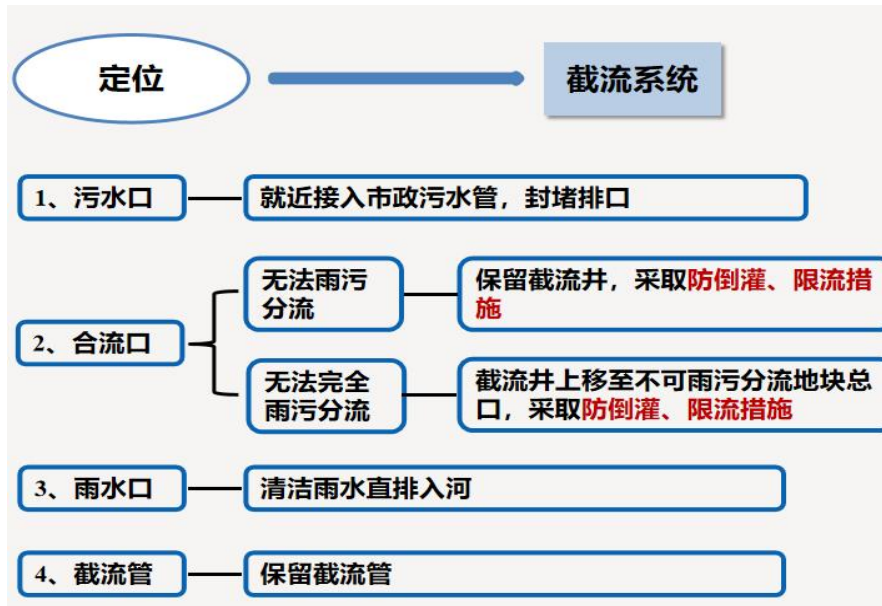 定位
截流系统
1、污水口
就近接入市政污水管，封堵排口
2、合流口
无法雨污
分流
保留截流井，采取防倒灌、限流措
施
无法完全
雨污分流
截流井上移至不可雨污分流地块总
口，采取防倒灌、限流措施
3、雨水口
清洁雨水直排入河
4、截流管
保留截流管